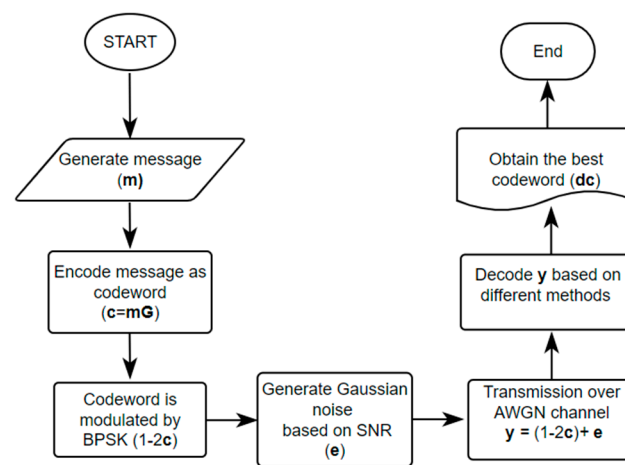 START
Generate message
(m)
Encode message as
codeword
(c=mG)
Codeword is
modulated by
BPSK (1-2c)
Generate Gaussian
noise
based on SNR
(e)
Transmission over
AWGN channel
y = (1-2c)+ e
Decode y based on
different methods
Obtain the best
codeword (dc)
End